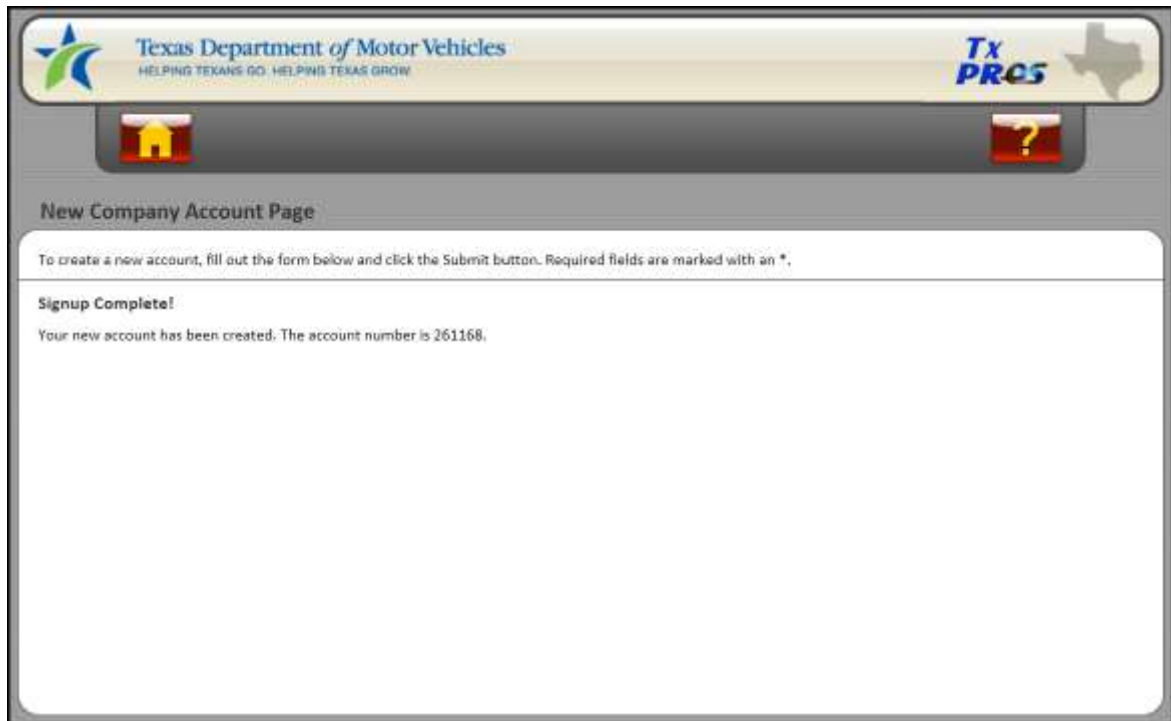 Texas Department of Motor Vehicles
HELPING TEXANS GO. HELPING TEXAS GROW.
Tx
PROS
?
New Company Account Page
To create a new account, fill out the form below and click the Submit button. Required fields are marked with an *.
Signup Complete!
Your new account has been created. The account number is 261168.